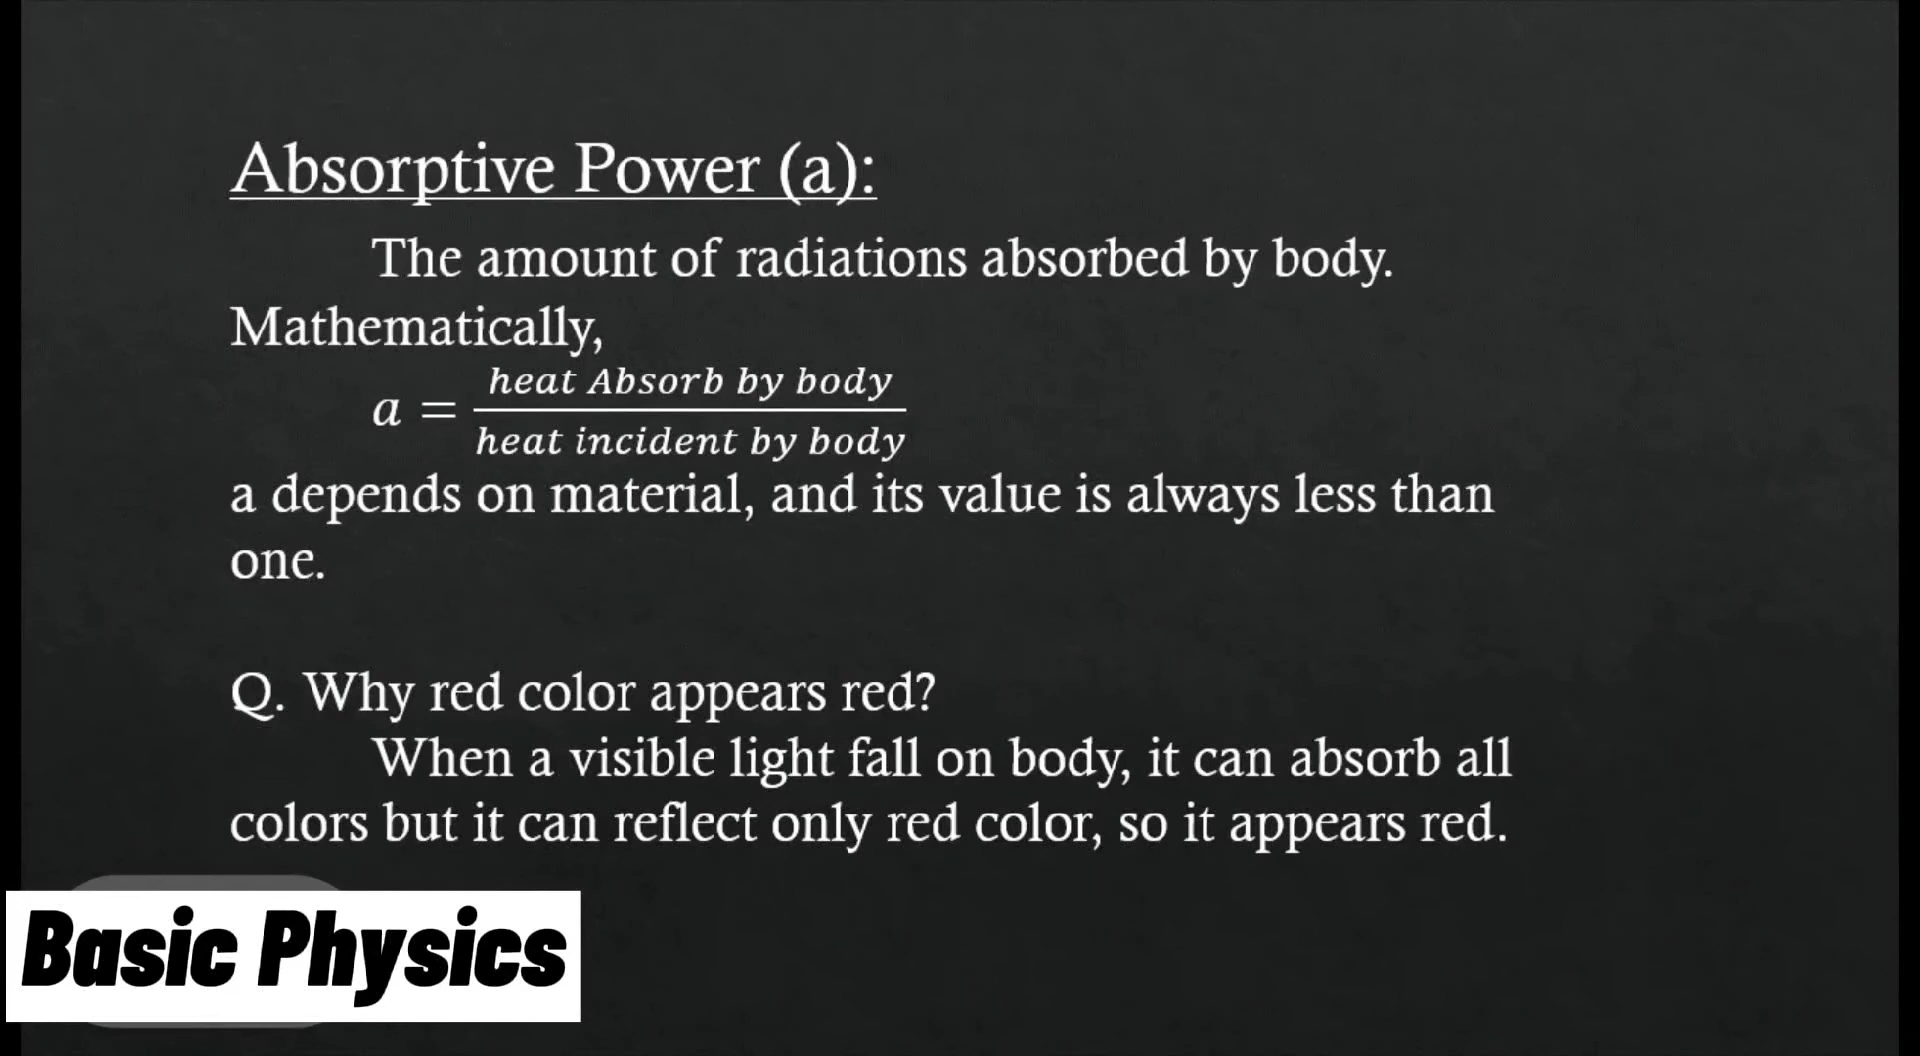 Absorptive Power (a):
The amount of radiations absorbed by body.
Mathematically,
a = heat Absorb by body / heat incident by body
a depends on material, and its value is always less than
one.
Q. Why red color appears red?
When a visible light fall on body, it can absorb all
colors but it can reflect only red color, so it appears red.
Basic Physics